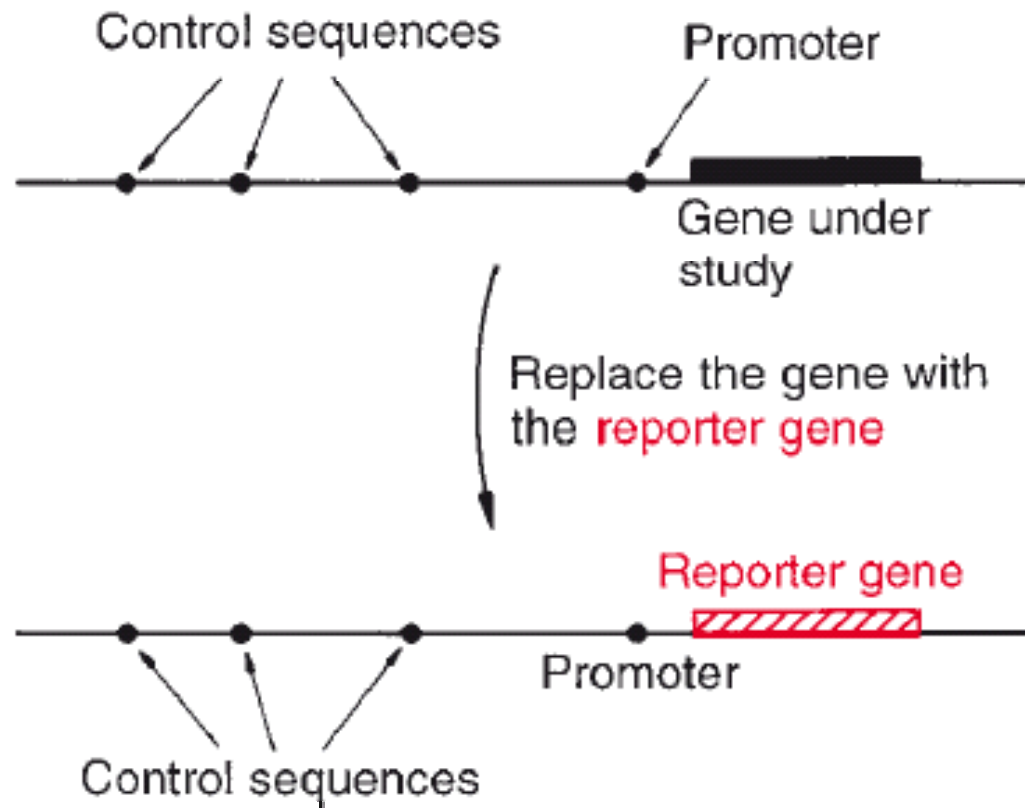 Control sequences
Promoter
Gene under
study
Replace the gene with
the reporter gene
Reporter gene
Promoter
Control sequences